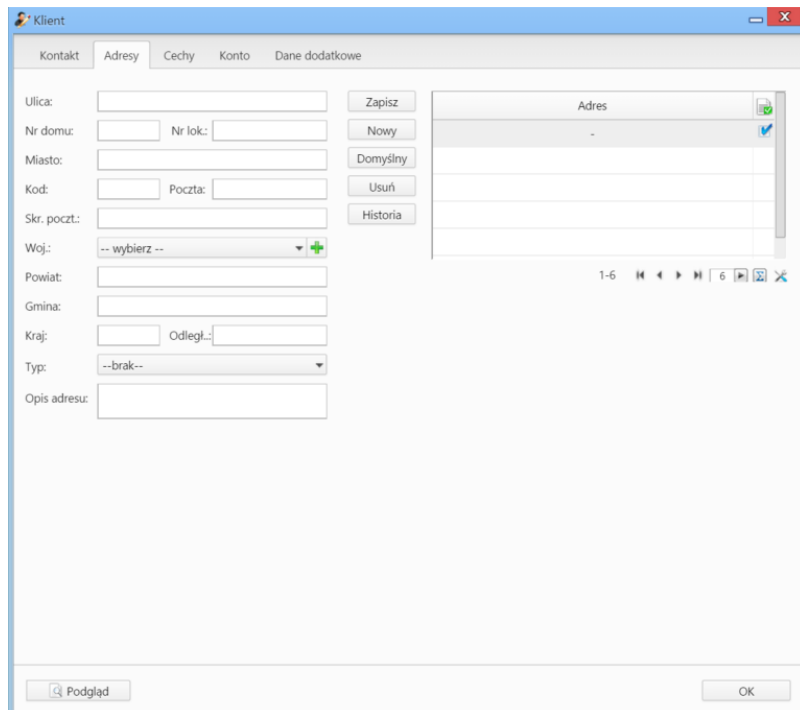 Klient
Kontakt Adresy Cechy Konto Dane dodatkowe
Ulica: Zapisz Adres
Nr domu: Nr lok.: Nowy -
Miasto: Domyślny
Kod: Poczta: Usuń
Skr. poczt.: Historia
Woj.: -- wybierz --
Powiat: 1-6 6
Gmina:
Kraj: Odległ..:
Typ: --brak--
Opis adresu:
Podgląd OK